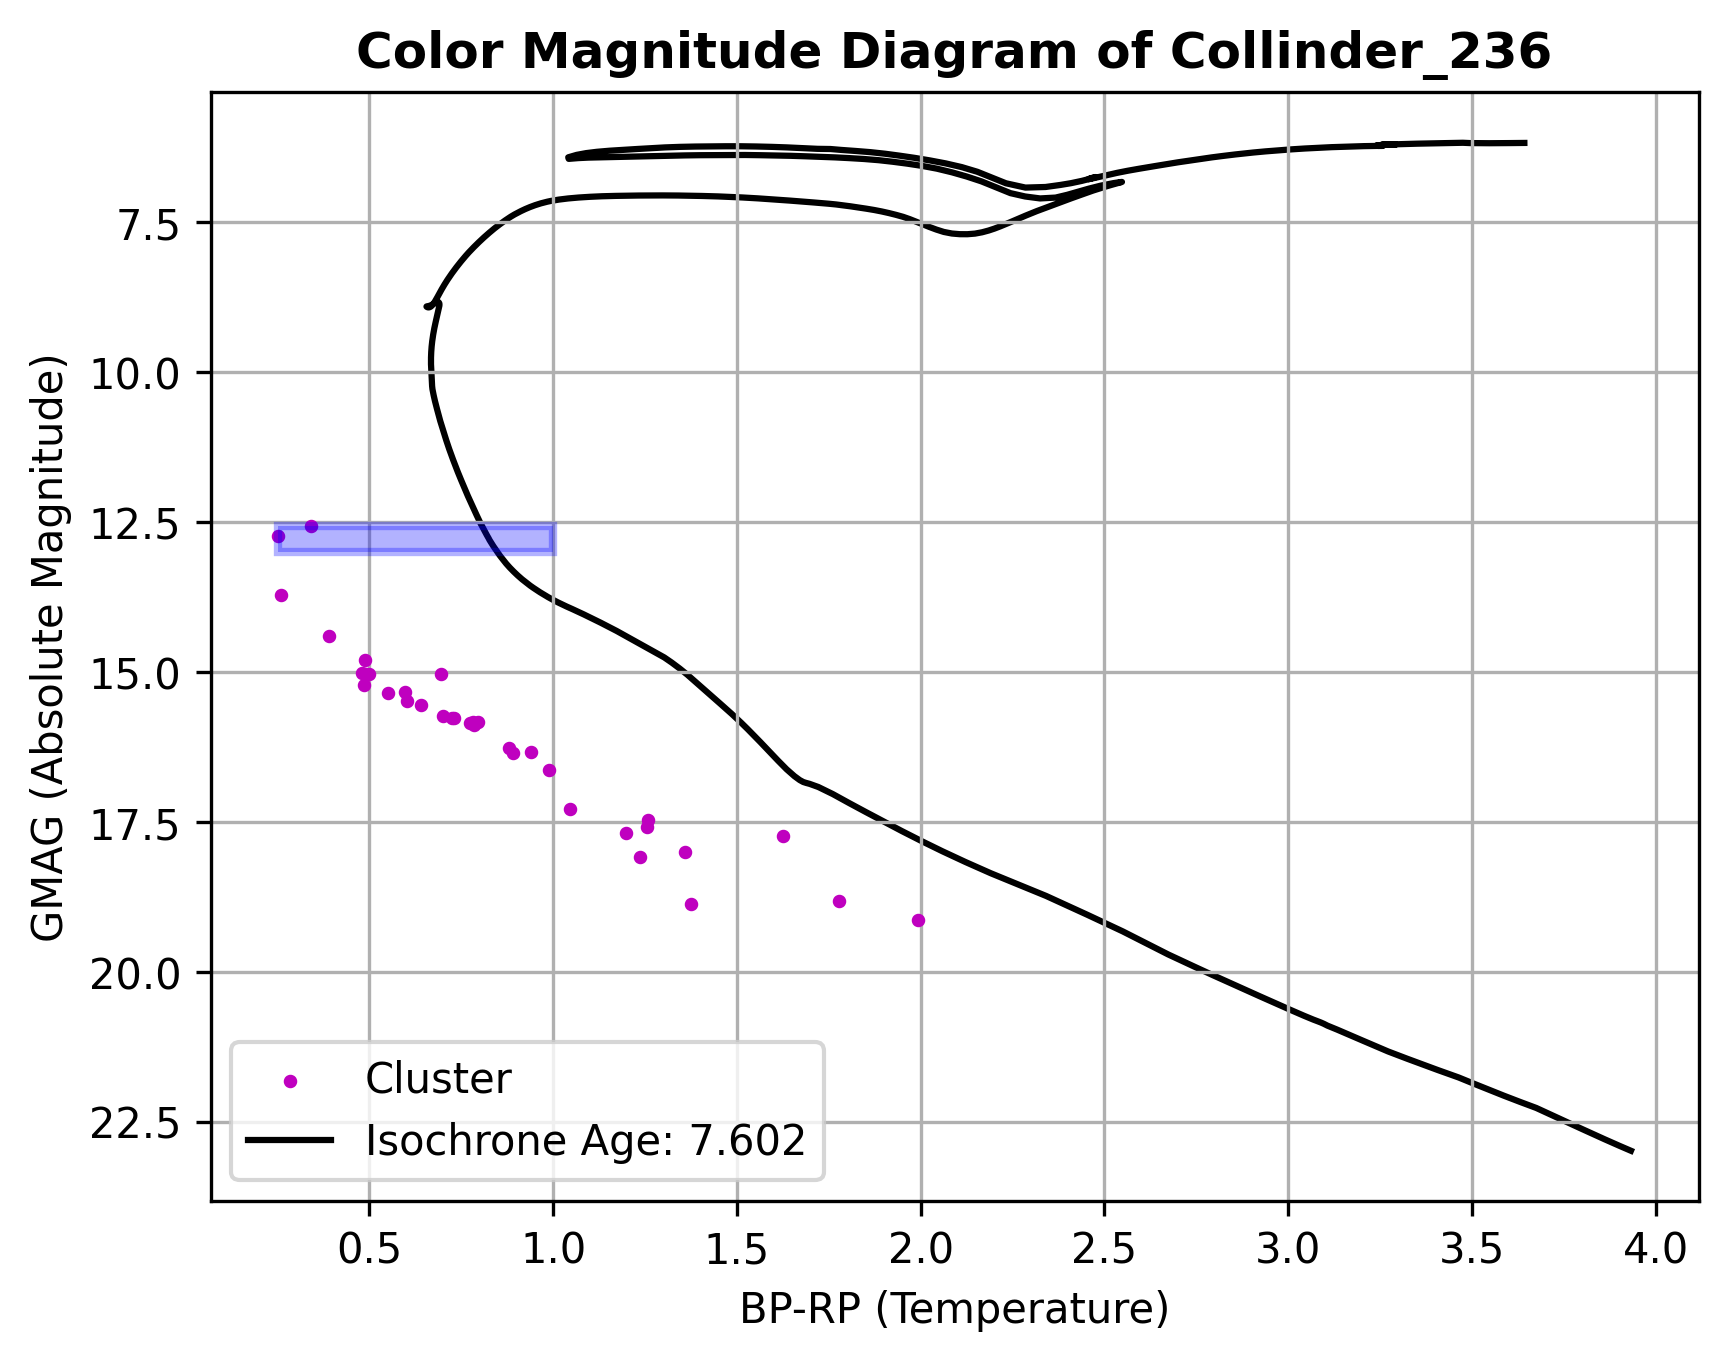 Color Magnitude Diagram of Collinder_236
GMAG (Absolute Magnitude)
7.5
10.0
12.5
15.0
17.5
20.0
22.5
Cluster
Isochrone Age: 7.602
0.5 1.0 1.5 2.0 2.5 3.0 3.5 4.0
BP-RP (Temperature)